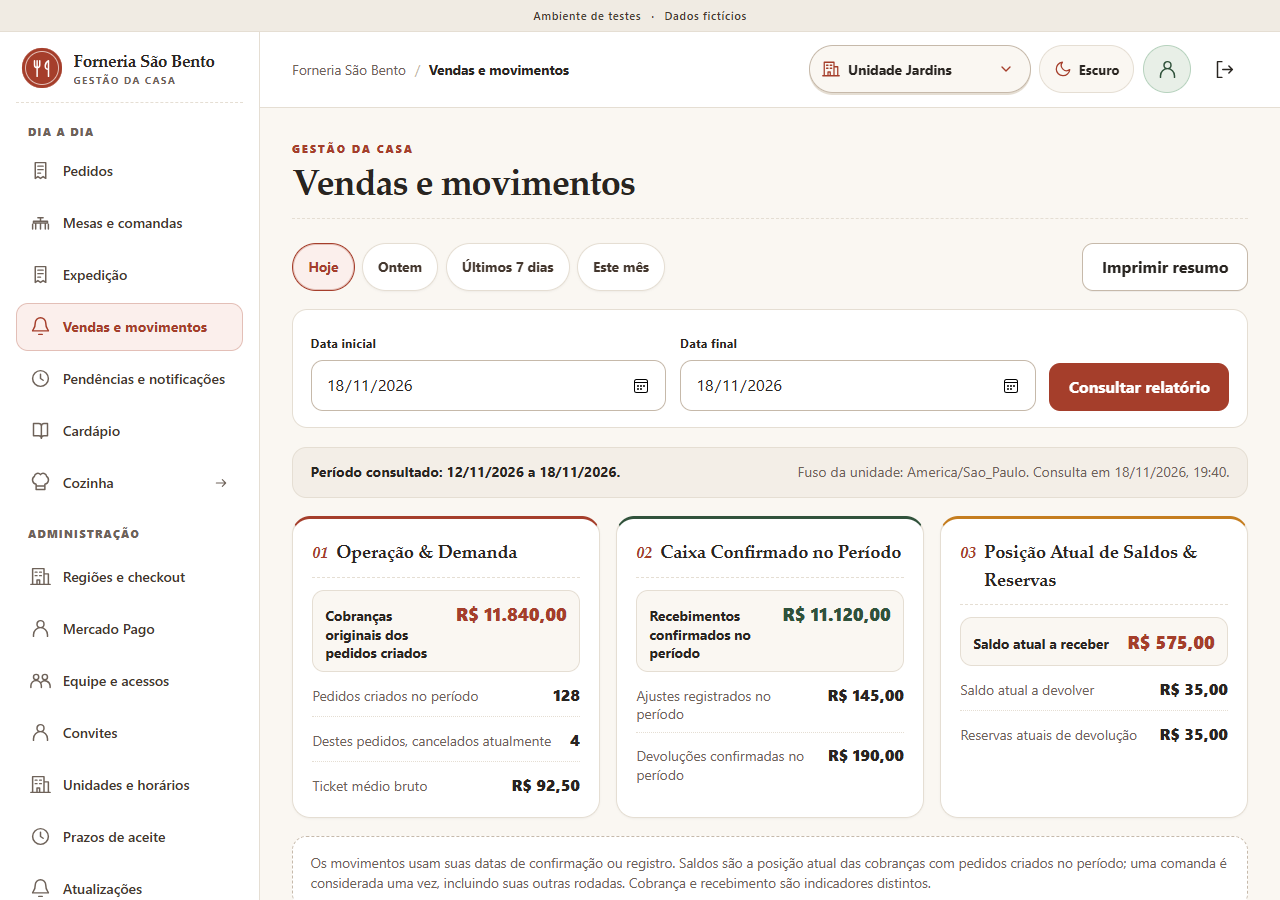 Ambiente de testes · Dados fictícios
Forneria São Bento
GESTÃO DA CASA
DIA A DIA
Pedidos
Mesas e comandas
Expedição
Vendas e movimentos
Pendências e notificações
Cardápio
Cozinha
ADMINISTRAÇÃO
Regiões e checkout
Mercado Pago
Equipe e acessos
Convites
Unidades e horários
Prazos de aceite
Atualizações
Forneria São Bento / Vendas e movimentos
Unidade Jardins
Escuro
GESTÃO DA CASA
Vendas e movimentos
Hoje
Ontem
Últimos 7 dias
Este mês
Imprimir resumo
Data inicial
18/11/2026
Data final
18/11/2026
Consultar relatório
Período consultado: 12/11/2026 a 18/11/2026.
Fuso da unidade: America/Sao_Paulo. Consulta em 18/11/2026, 19:40.
01 Operação & Demanda
Cobranças
originais dos
pedidos criados
R$ 11.840,00
Pedidos criados no período 128
Destes pedidos, cancelados atualmente 4
Ticket médio bruto R$ 92,50
02 Caixa Confirmado no Período
Recebimentos
confirmados no
período
R$ 11.120,00
Ajustes registrados no
período
R$ 145,00
Devoluções confirmadas no
período
R$ 190,00
03 Posição Atual de Saldos &
Reservas
Saldo atual a receber R$ 575,00
Saldo atual a devolver R$ 35,00
Reservas atuais de devolução R$ 35,00
Os movimentos usam suas datas de confirmação ou registro. Saldos são a posição atual das cobranças com pedidos criados no período; uma comanda é
considerada uma vez, incluindo suas outras rodadas. Cobrança e recebimento são indicadores distintos.